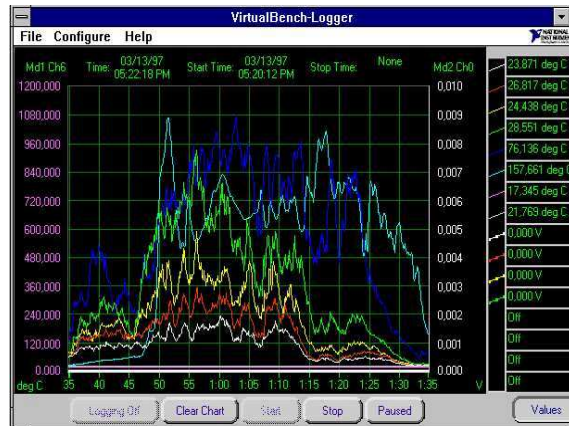 VirtualBench-Logger
File Configure Help
NATIONAL INSTRUMENTS
Md1 Ch6 Time: 03/13/97 05:22:18 PM Start Time: 03/13/97 05:20:12 PM Stop Time: None Md2 Ch0
1200,000 0,010
1080,000 0,009
960,000 0,008
840,000 0,007
720,000 0,006
600,000 0,005
480,000 0,004
360,000 0,003
240,000 0,002
120,000 0.001
0.000 0.000
35 40 45 50 55 1:00 1:05 1:10 1:15 1:20 1:25 1:30 1:35
deg C V
23,871 deg C
26,817 deg C
24,438 deg C
28,551 deg C
76,136 deg C
157,661 deg C
17,345 deg C
21,769 deg C
0,000 V
0,000 V
0,000 V
0,000 V
Off
Off
Off
Off
Logging Off Clear Chart Start Stop Paused Values